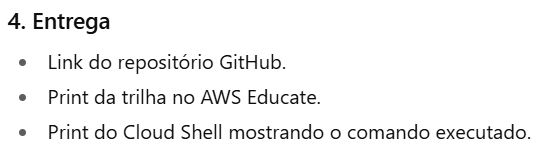 4. Entrega
• Link do repositório GitHub.
• Print da trilha no AWS Educate.
• Print do Cloud Shell mostrando o comando executado.